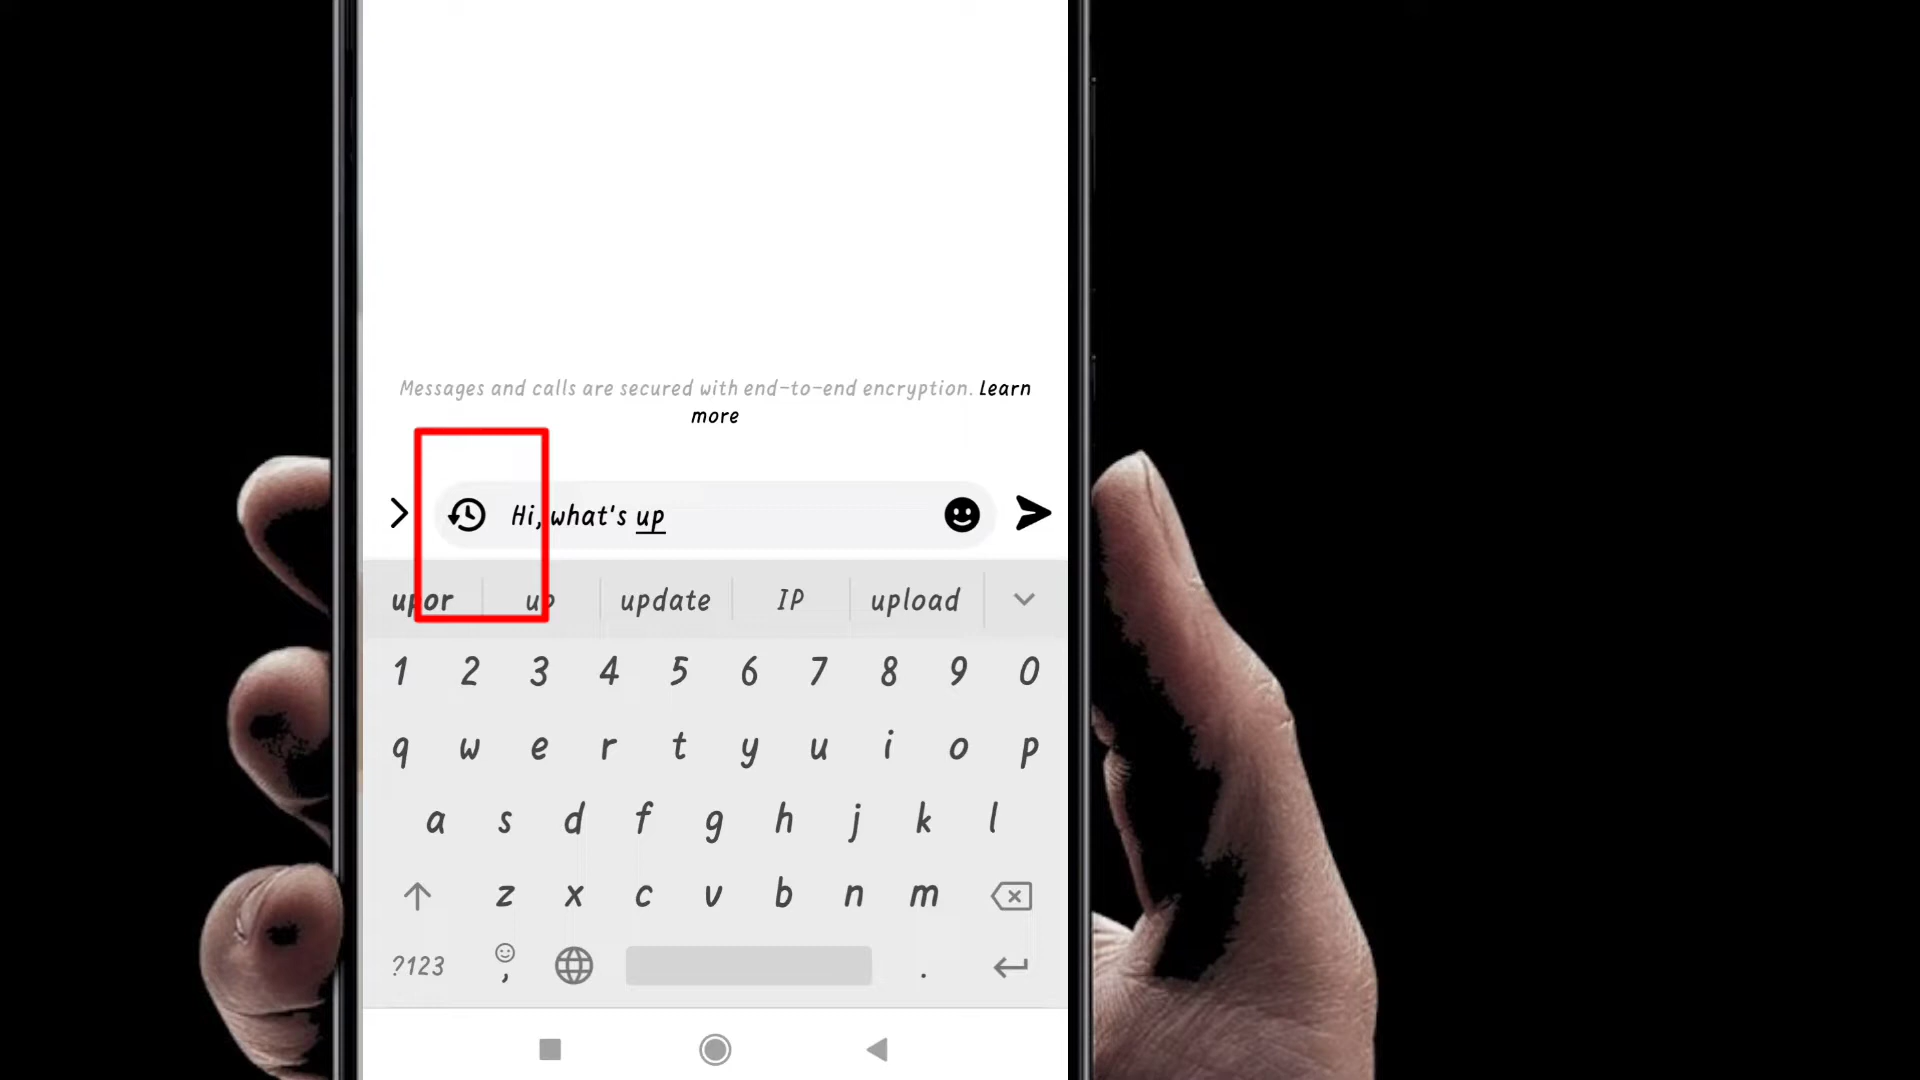 Messages and calls are secured with end-to-end encryption. Learn
more
Hi, what's up
upor up update IP upload
1 2 3 4 5 6 7 8 9 0
q w e r t y u i o p
a s d f g h j k l
z x c v b n m
?123 , .